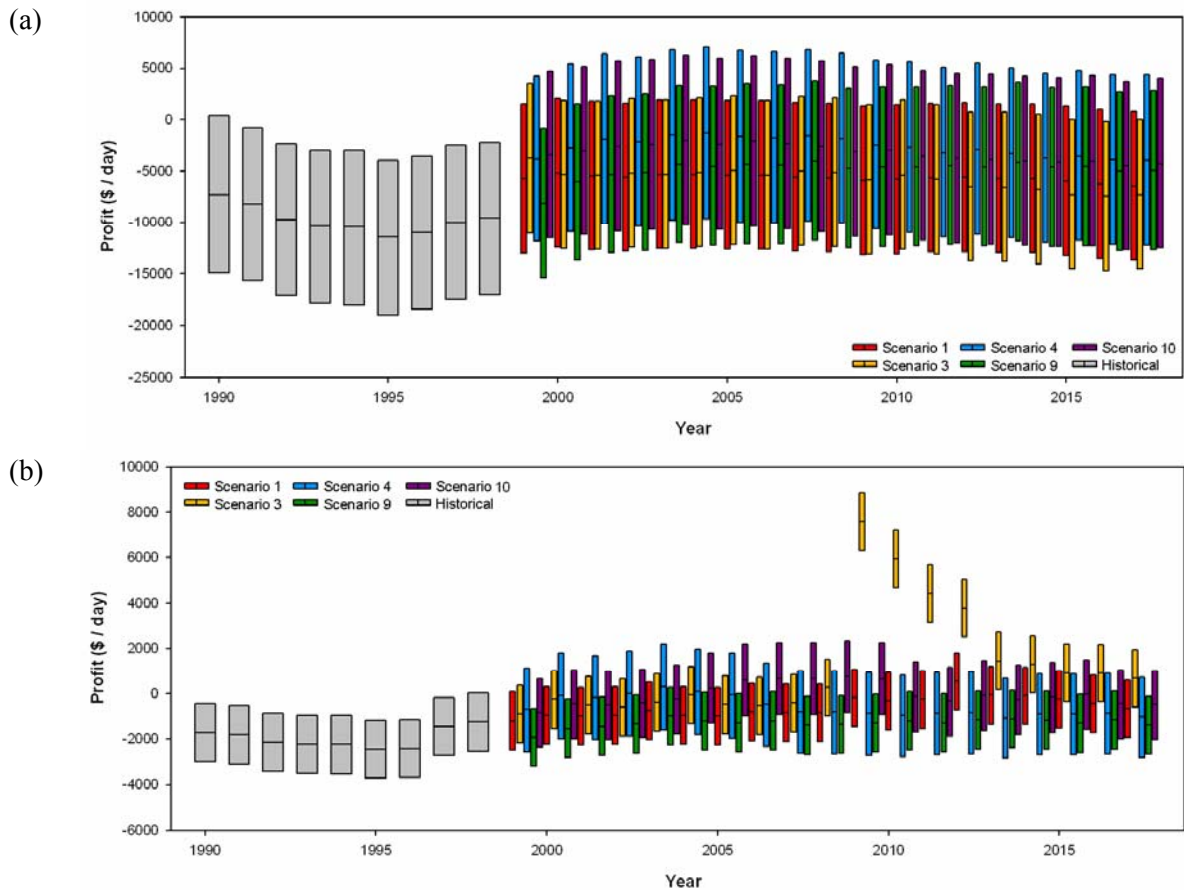 (a)
10000
5000
0
-5000
-10000
-15000
-20000
-25000
Profit ($ / day)
Scenario 1 Scenario 4 Scenario 10
Scenario 3 Scenario 9 Historical
1990 1995 2000 2005 2010 2015
Year
(b)
10000
8000
6000
4000
2000
0
-2000
-4000
-6000
Profit ($ / day)
Scenario 1 Scenario 4 Scenario 10
Scenario 3 Scenario 9 Historical
1990 1995 2000 2005 2010 2015
Year